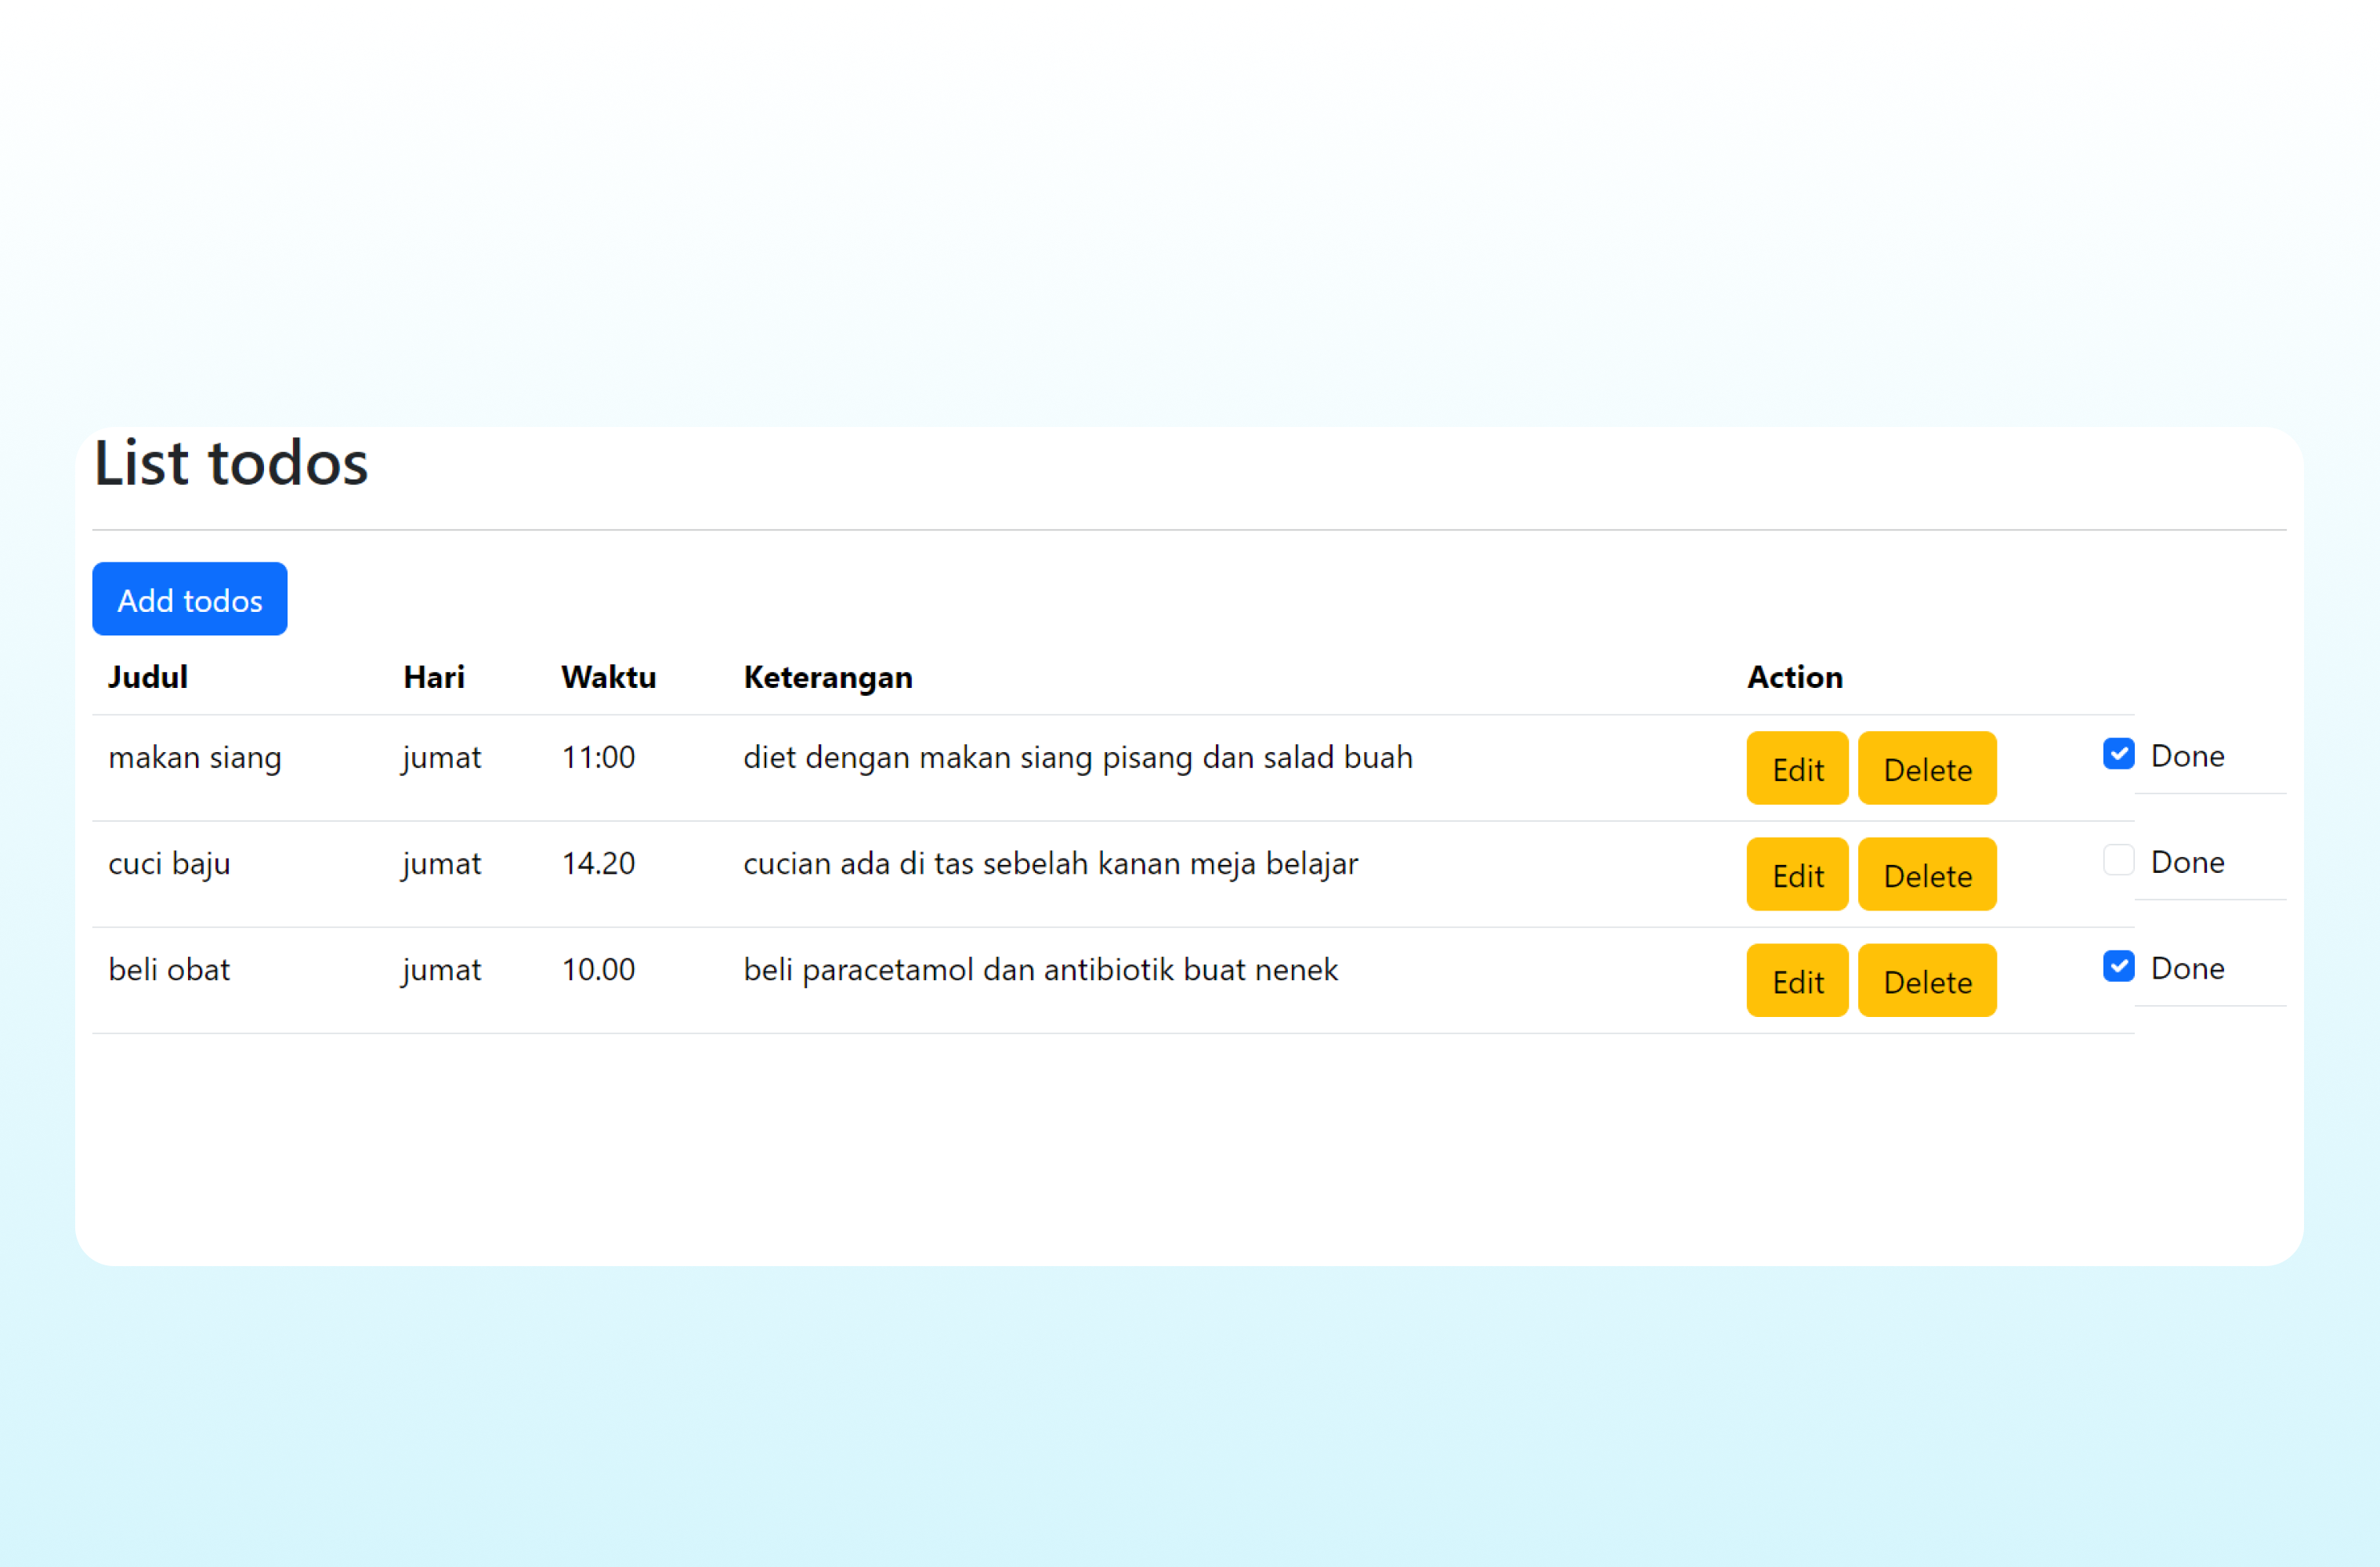 List todos
Add todos
Judul Hari Waktu Keterangan Action
makan siang jumat 11:00 diet dengan makan siang pisang dan salad buah Edit Delete Done
cuci baju jumat 14.20 cucian ada di tas sebelah kanan meja belajar Edit Delete Done
beli obat jumat 10.00 beli paracetamol dan antibiotik buat nenek Edit Delete Done